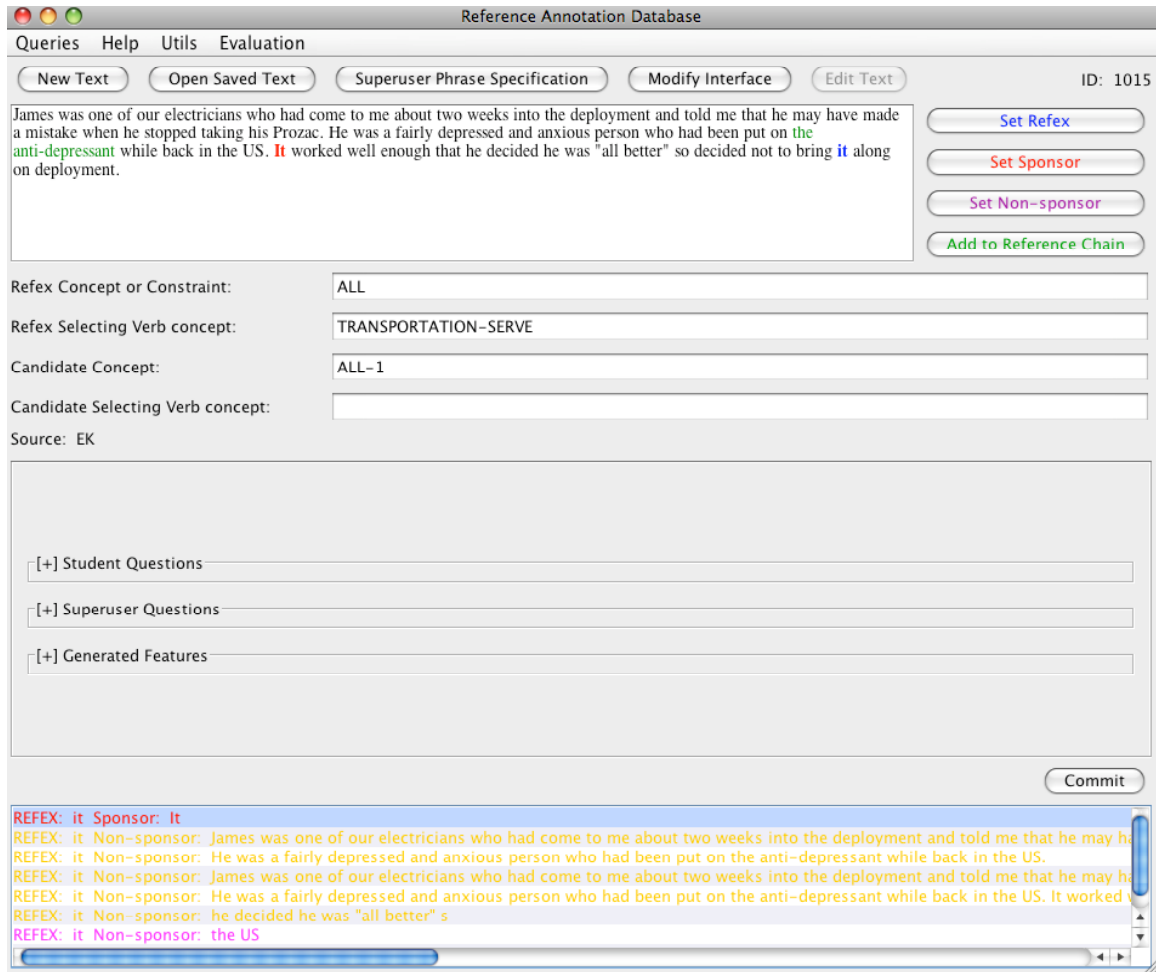 Reference Annotation Database
Queries Help Utils Evaluation
New Text Open Saved Text Superuser Phrase Specification Modify Interface Edit Text ID: 1015
James was one of our electricians who had come to me about two weeks into the deployment and told me that he may have made
a mistake when he stopped taking his Prozac. He was a fairly depressed and anxious person who had been put on the
anti-depressant while back in the US. It worked well enough that he decided he was "all better" so decided not to bring it along
on deployment.
Set Refex
Set Sponsor
Set Non-sponsor
Add to Reference Chain
Refex Concept or Constraint: ALL
Refex Selecting Verb concept: TRANSPORTATION-SERVE
Candidate Concept: ALL-1
Candidate Selecting Verb concept:
Source: EK
[+] Student Questions
[+] Superuser Questions
[+] Generated Features
Commit
REFEX: it Sponsor: It
REFEX: it Non-sponsor: James was one of our electricians who had come to me about two weeks into the deployment and told me that he may ha
REFEX: it Non-sponsor: He was a fairly depressed and anxious person who had been put on the anti-depressant while back in the US.
REFEX: it Non-sponsor: James was one of our electricians who had come to me about two weeks into the deployment and told me that he may ha
REFEX: it Non-sponsor: He was a fairly depressed and anxious person who had been put on the anti-depressant while back in the US. It worked
REFEX: it Non-sponsor: he decided he was "all better" s
REFEX: it Non-sponsor: the US